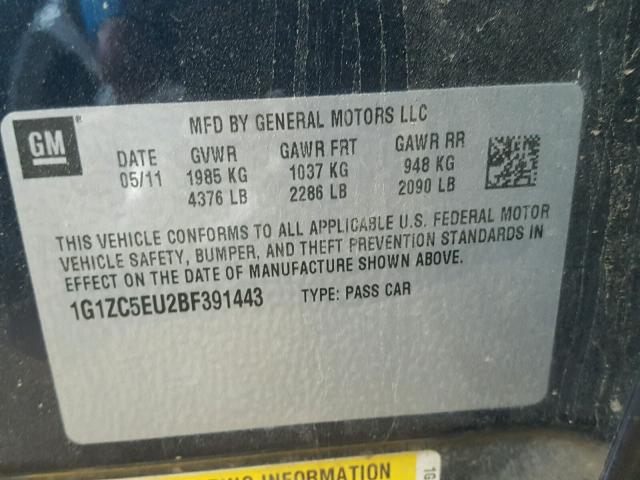 GM
MFD BY GENERAL MOTORS LLC
DATE GVWR GAWR FRT GAWR RR
05/11 1985 KG 1037 KG 948 KG
4376 LB 2286 LB 2090 LB
THIS VEHICLE CONFORMS TO ALL APPLICABLE U.S. FEDERAL MOTOR
VEHICLE SAFETY, BUMPER, AND THEFT PREVENTION STANDARDS IN
EFFECT ON THE DATE OF MANUFACTURE SHOWN ABOVE.
1G1ZC5EU2BF391443 TYPE: PASS CAR
INFORMATION